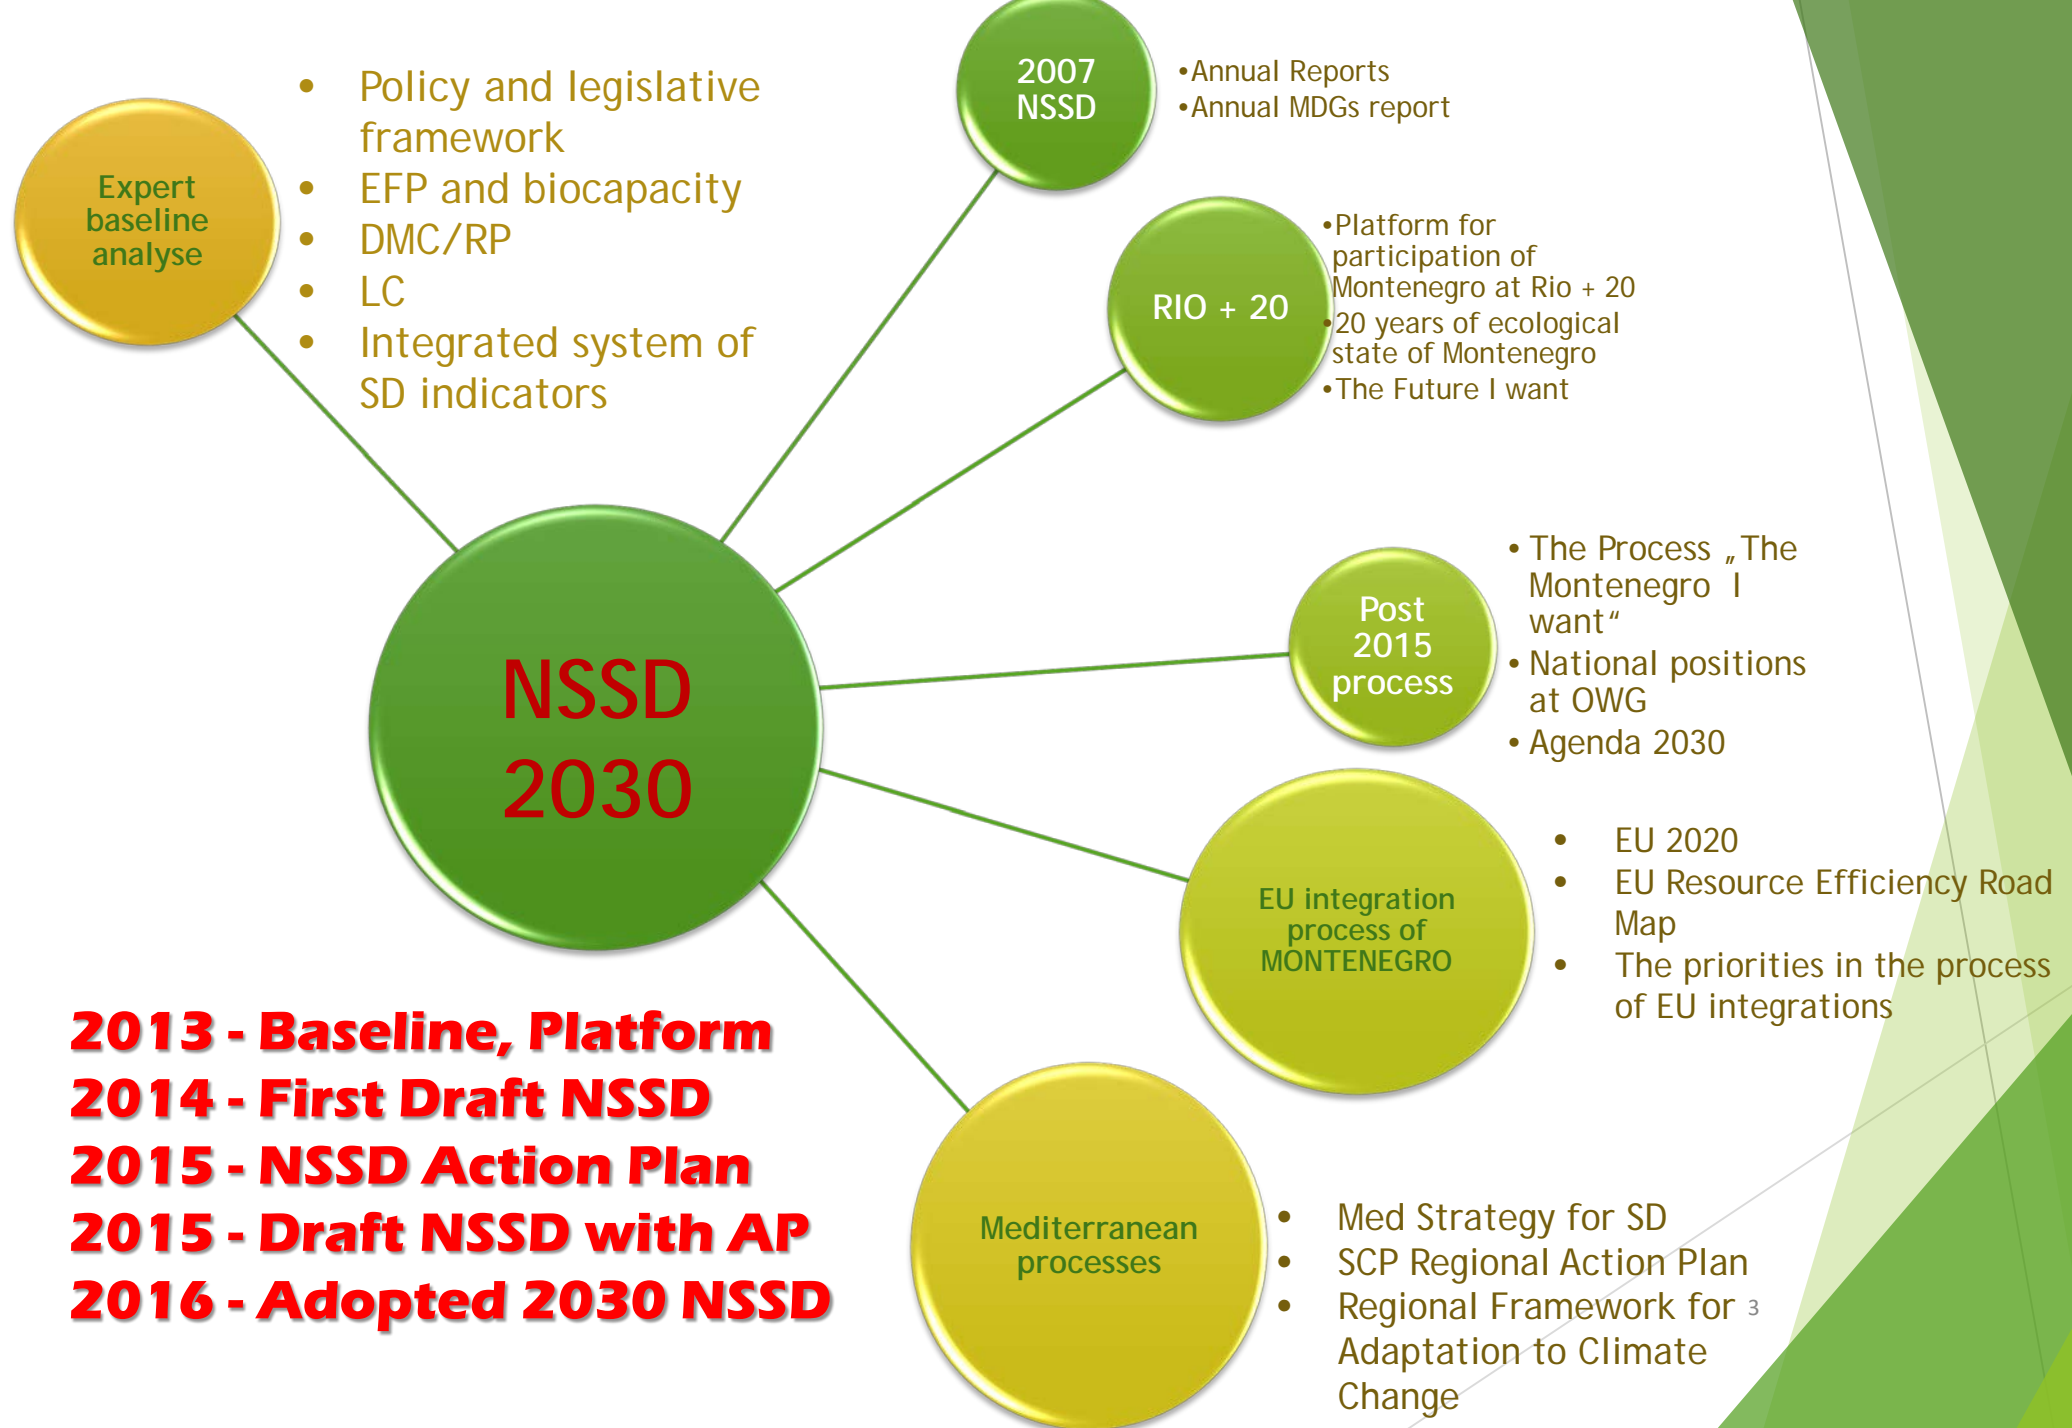 Expert
baseline
analyse
• Policy and legislative
framework
• EFP and biocapacity
• DMC/RP
• LC
• Integrated system of
SD indicators
2007
NSSD
•Annual Reports
•Annual MDGs report
RIO + 20
•Platform for
participation of
Montenegro at Rio + 20
•20 years of ecological
state of Montenegro
•The Future I want
NSSD
2030
Post
2015
process
• The Process „The
Montenegro I
want“
• National positions
at OWG
• Agenda 2030
EU integration
process of
MONTENEGRO
• EU 2020
• EU Resource Efficiency Road
Map
• The priorities in the process
of EU integrations
Mediterranean
processes
• Med Strategy for SD
• SCP Regional Action Plan
• Regional Framework for
Adaptation to Climate
Change
3
2013 - Baseline, Platform
2014 - First Draft NSSD
2015 - NSSD Action Plan
2015 - Draft NSSD with AP
2016 - Adopted 2030 NSSD